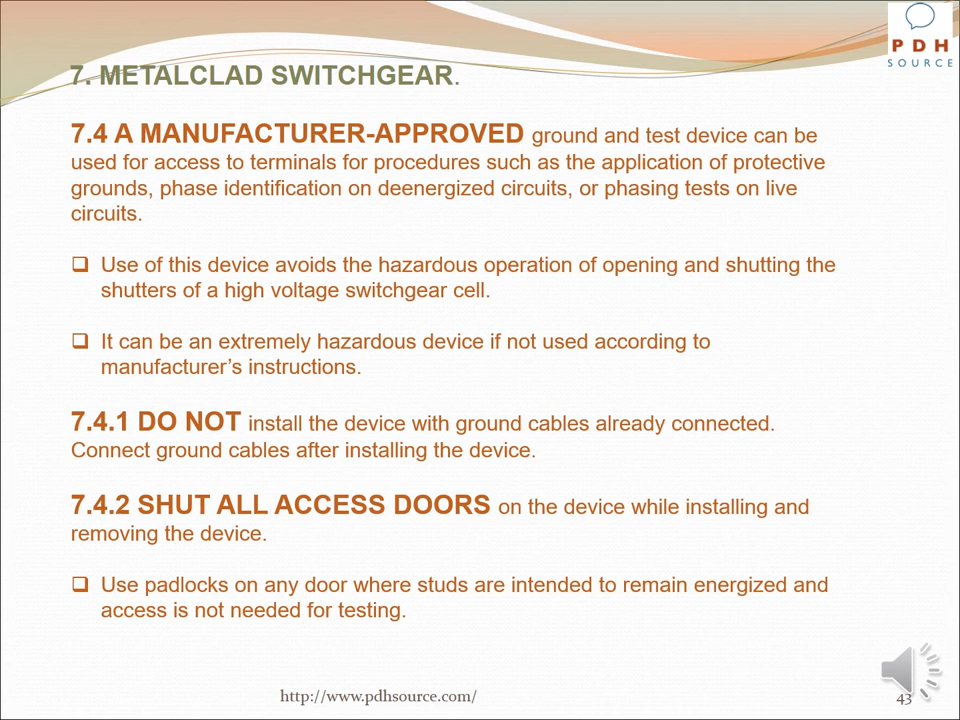 PDH
SOURCE
7. METALCLAD SWITCHGEAR.
7.4 A MANUFACTURER-APPROVED ground and test device can be
used for access to terminals for procedures such as the application of protective
grounds, phase identification on deenergized circuits, or phasing tests on live
circuits.
❑ Use of this device avoids the hazardous operation of opening and shutting the
shutters of a high voltage switchgear cell.
❑ It can be an extremely hazardous device if not used according to
manufacturer’s instructions.
7.4.1 DO NOT install the device with ground cables already connected.
Connect ground cables after installing the device.
7.4.2 SHUT ALL ACCESS DOORS on the device while installing and
removing the device.
❑ Use padlocks on any door where studs are intended to remain energized and
access is not needed for testing.
http://www.pdhsource.com/
43